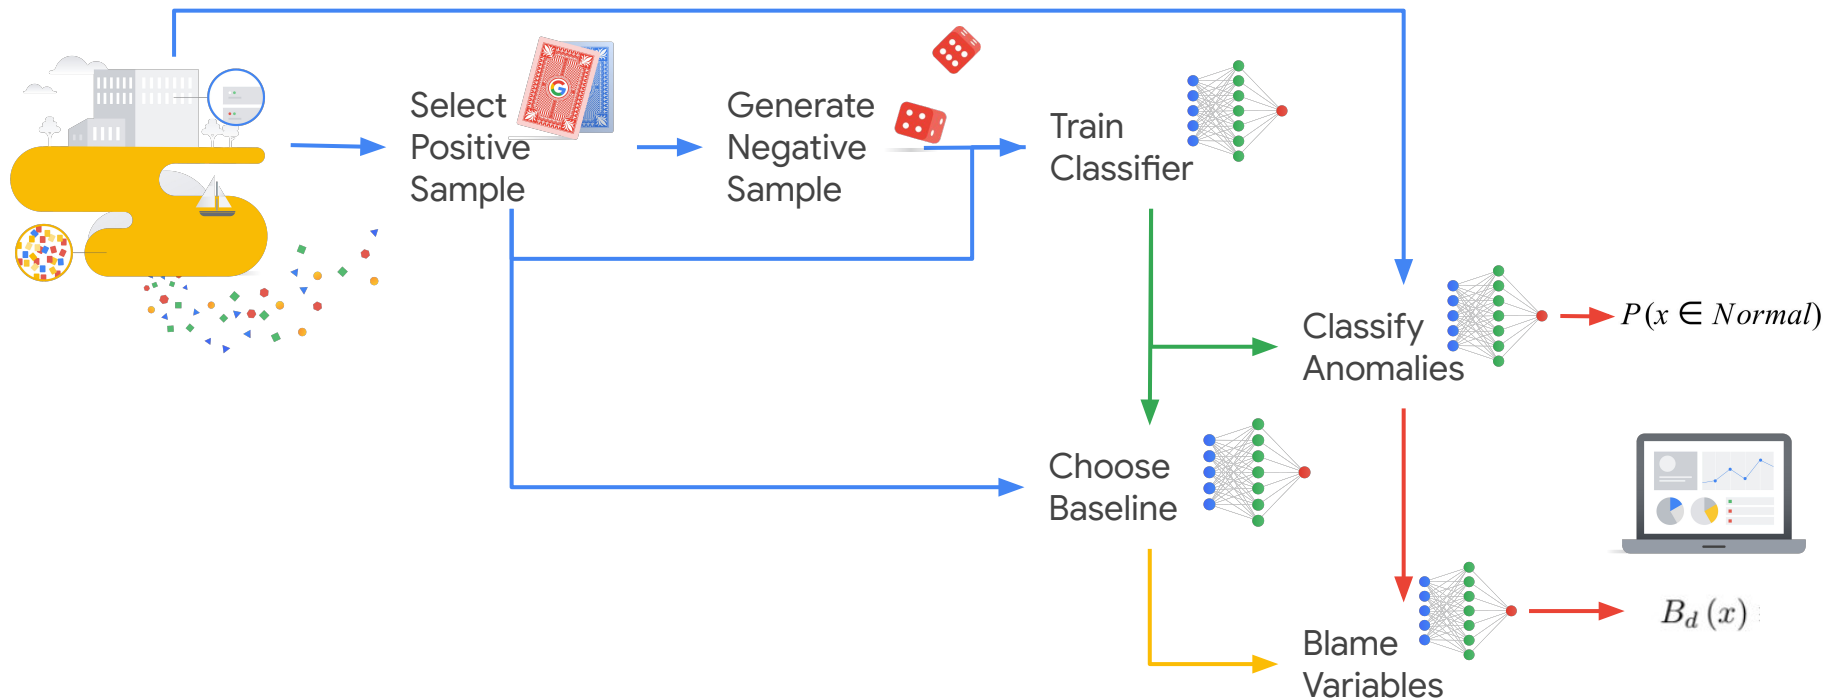 Select
Positive
Sample
Generate
Negative
Sample
Train
Classifier
Classify
Anomalies
P(x ∈ Normal)
Choose
Baseline
B_d (x)
Blame
Variables
G